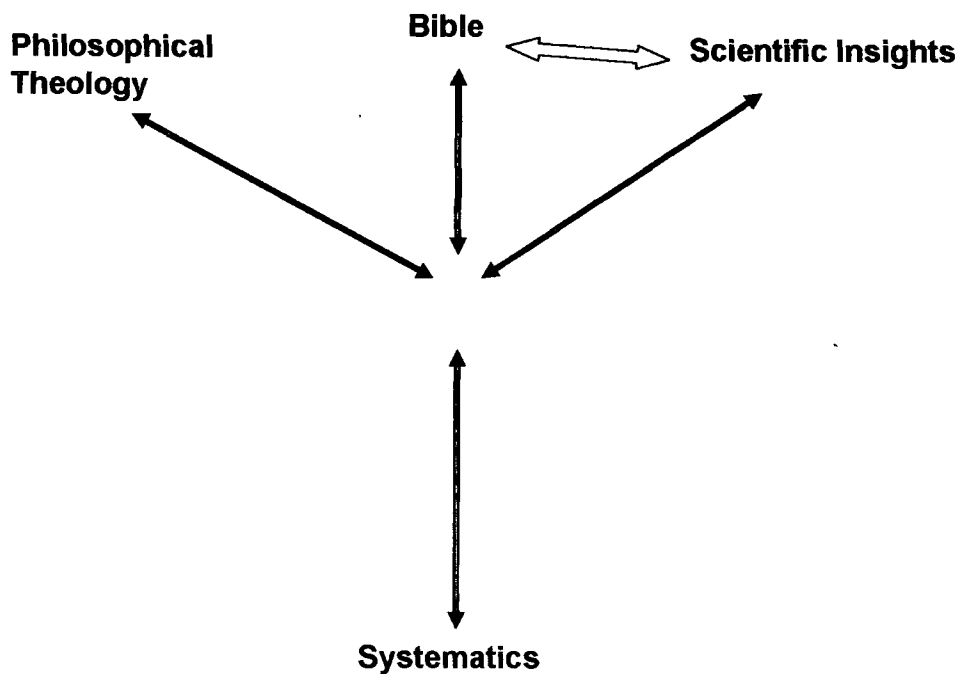 Philosophical
Theology
Bible
Scientific Insights
Systematics